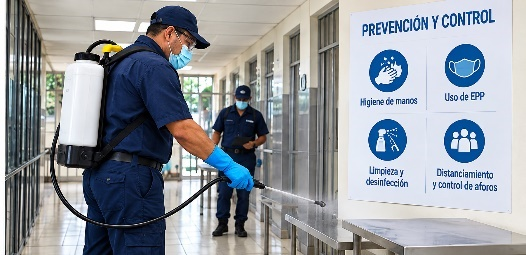 PREVENCIÓN Y CONTROL
Higiene de manos
Uso de EPP
Limpieza y
desinfección
Distanciamiento
y control de aforos